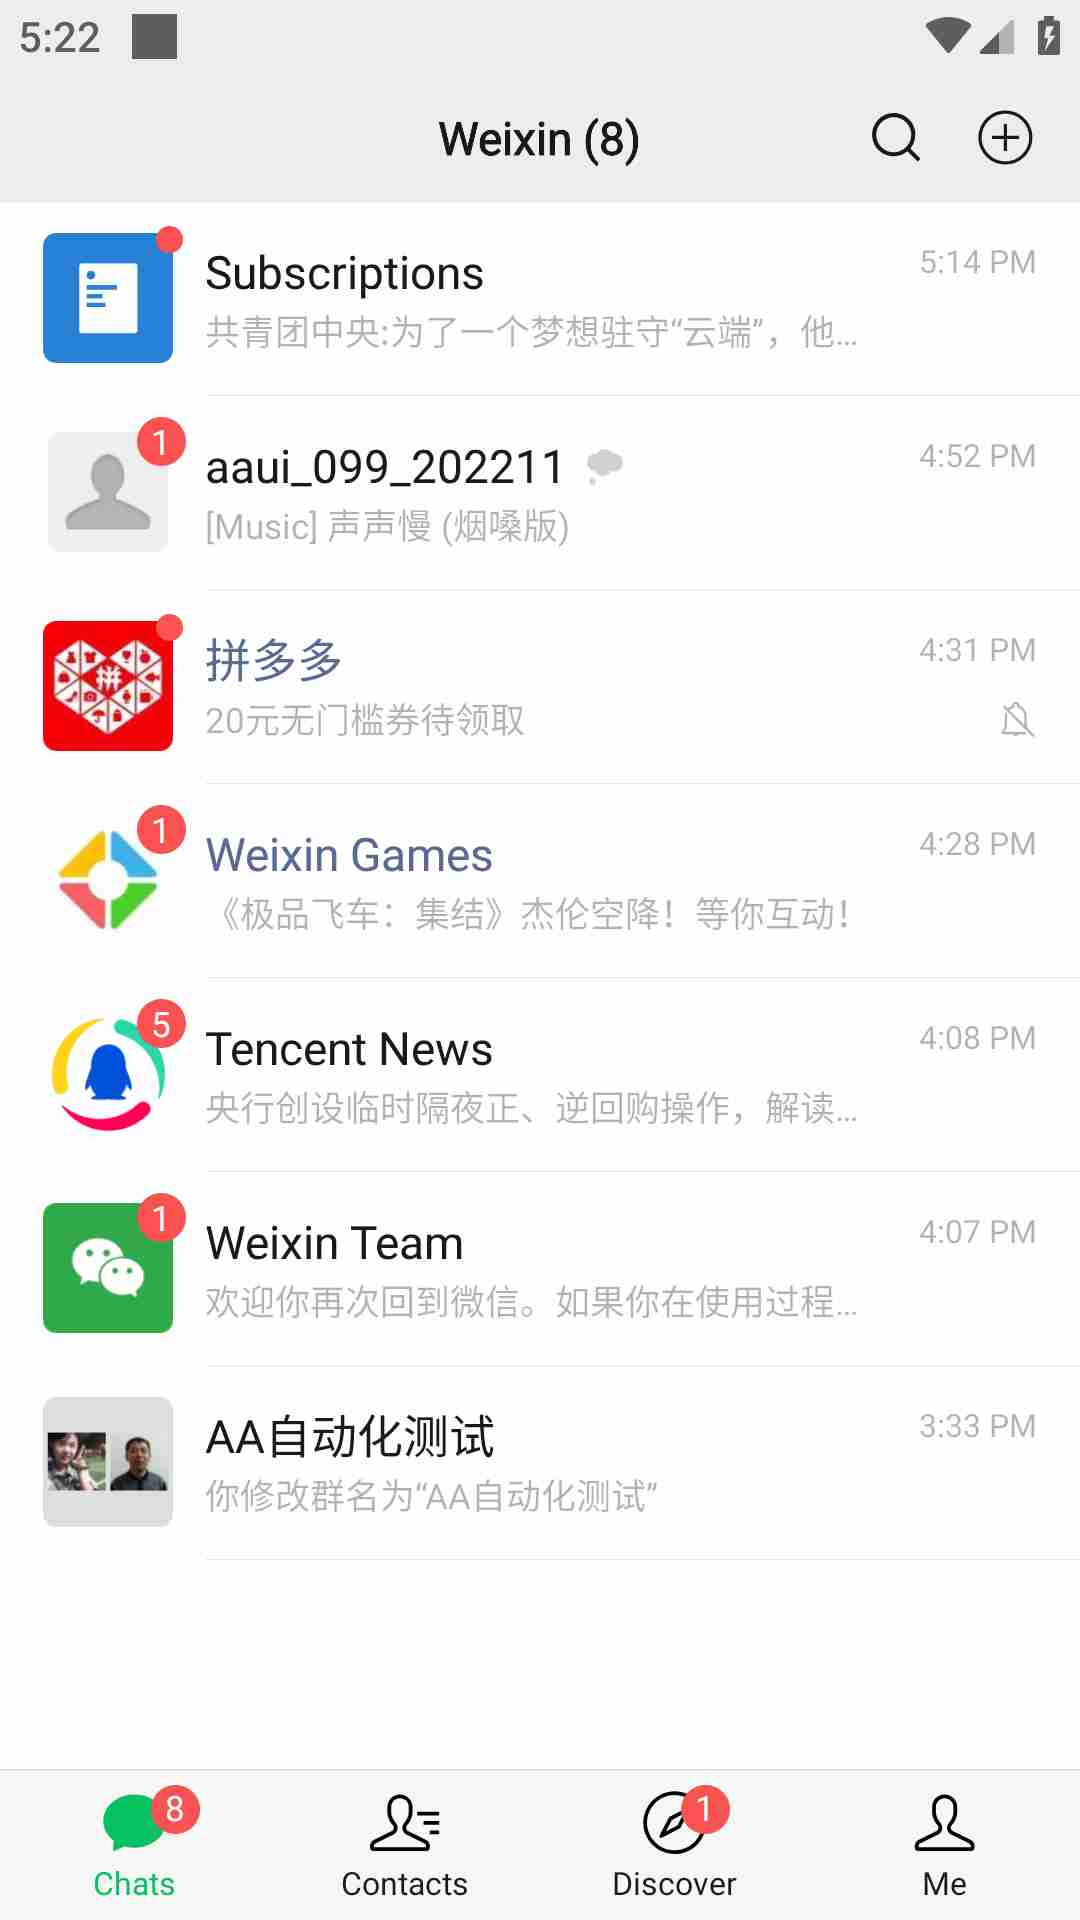 5:22
Weixin (8)
Subscriptions
5:14 PM
共青团中央:为了一个梦想驻守“云端”，他...
1
aaui_099_202211
4:52 PM
[Music] 声声慢 (烟嗓版)
拼
拼多多
4:31 PM
20元无门槛券待领取
1
Weixin Games
4:28 PM
《极品飞车：集结》杰伦空降！等你互动！
5
Tencent News
4:08 PM
央行创设临时隔夜正、逆回购操作，解读...
1
Weixin Team
4:07 PM
欢迎你再次回到微信。如果你在使用过程...
AA自动化测试
3:33 PM
你修改群名为“AA自动化测试”
8
1
Chats
Contacts
Discover
Me